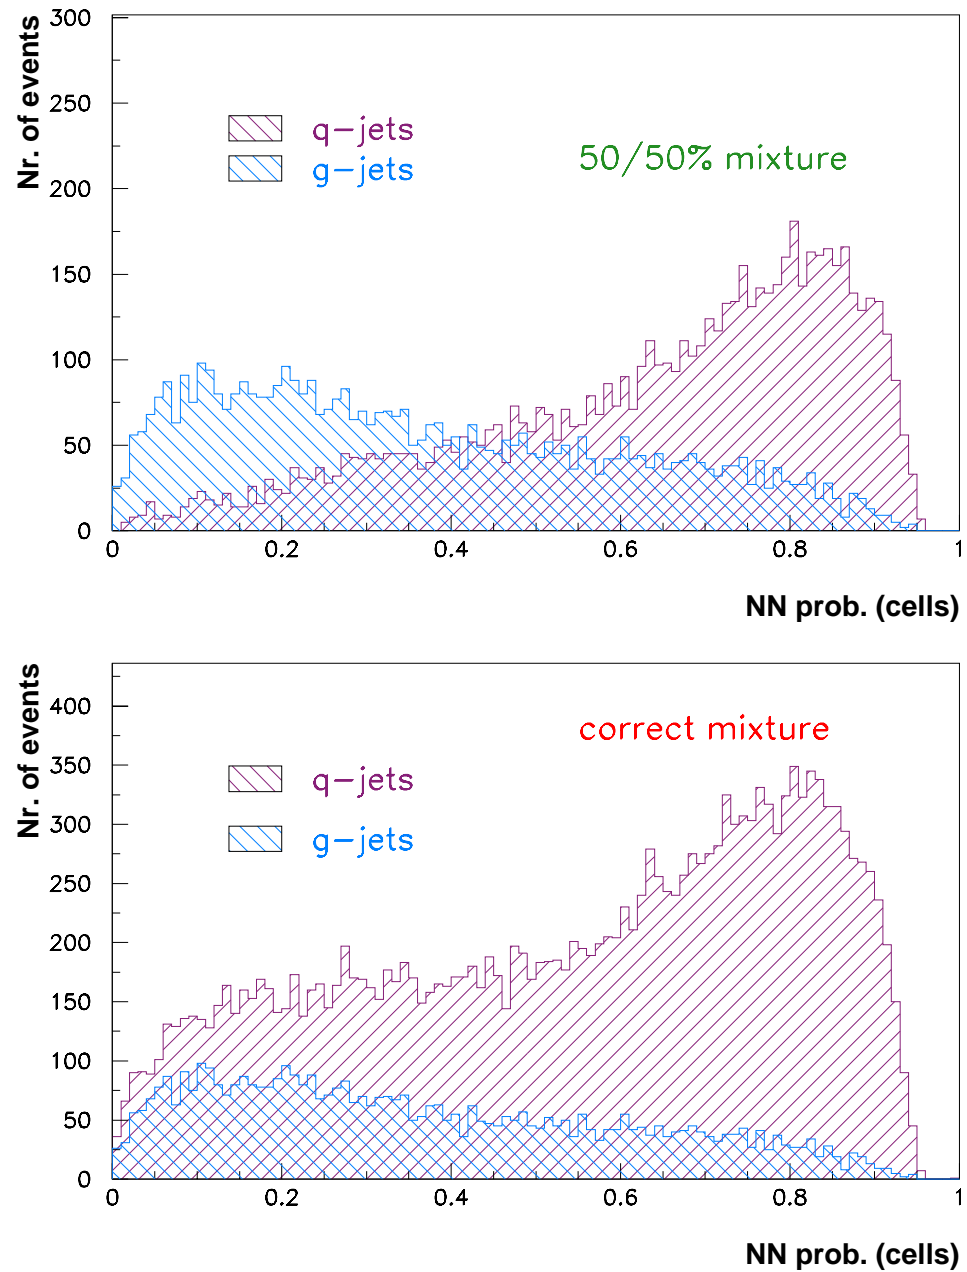 Nr. of events
300
250
200
150
100
50
0
q-jets
g-jets
50/50% mixture
0 0.2 0.4 0.6 0.8 1
NN prob. (cells)
Nr. of events
400
350
300
250
200
150
100
50
0
correct mixture
q-jets
g-jets
0 0.2 0.4 0.6 0.8 1
NN prob. (cells)